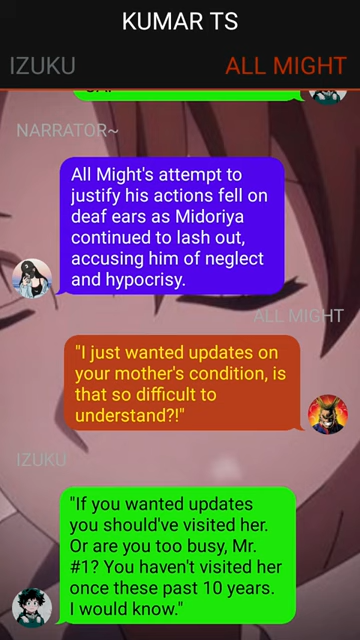 KUMAR TS
IZUKU
ALL MIGHT
NARRATOR~
All Might's attempt to
justify his actions fell on
deaf ears as Midoriya
continued to lash out,
accusing him of neglect
and hypocrisy.
ALL MIGHT
"I just wanted updates on
your mother's condition, is
that so difficult to
understand?!"
IZUKU
"If you wanted updates
you should've visited her.
Or are you too busy, Mr.
#1? You haven't visited her
once these past 10 years.
I would know."